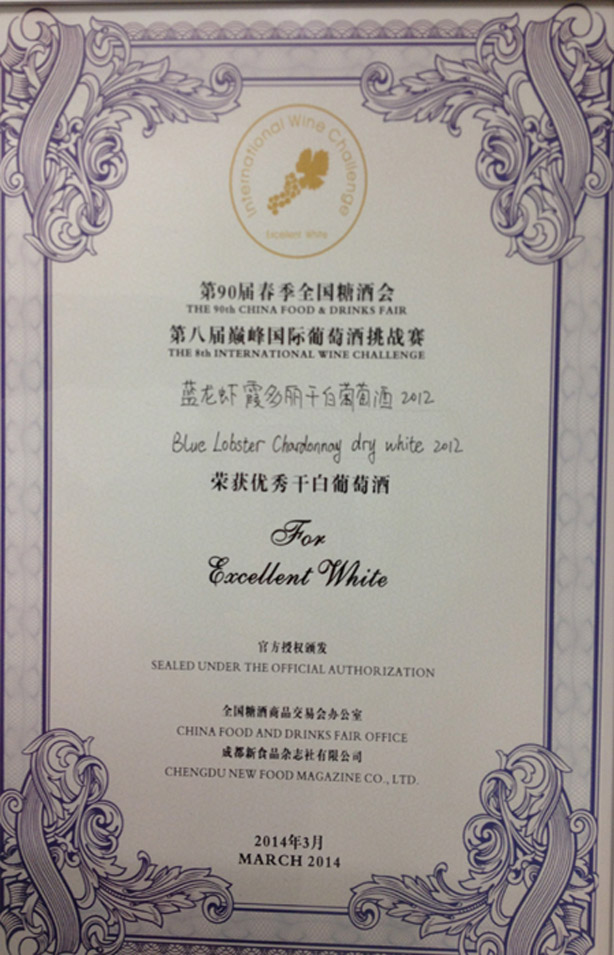 International Wine Challenge
Excellent White
第90届春季全国糖酒会
THE 90th CHINA FOOD & DRINKS FAIR
第八届巅峰国际葡萄酒挑战赛
THE 8th INTERNATIONAL WINE CHALLENGE
蓝龙虾霞多丽干白葡萄酒 2012
Blue Lobster Chardonnay dry white 2012
荣获优秀干白葡萄酒
For
Excellent White
官方授权颁发
SEALED UNDER THE OFFICIAL AUTHORIZATION
全国糖酒商品交易会办公室
CHINA FOOD AND DRINKS FAIR OFFICE
成都新食品杂志社有限公司
CHENGDU NEW FOOD MAGAZINE CO., LTD.
2014年3月
MARCH 2014